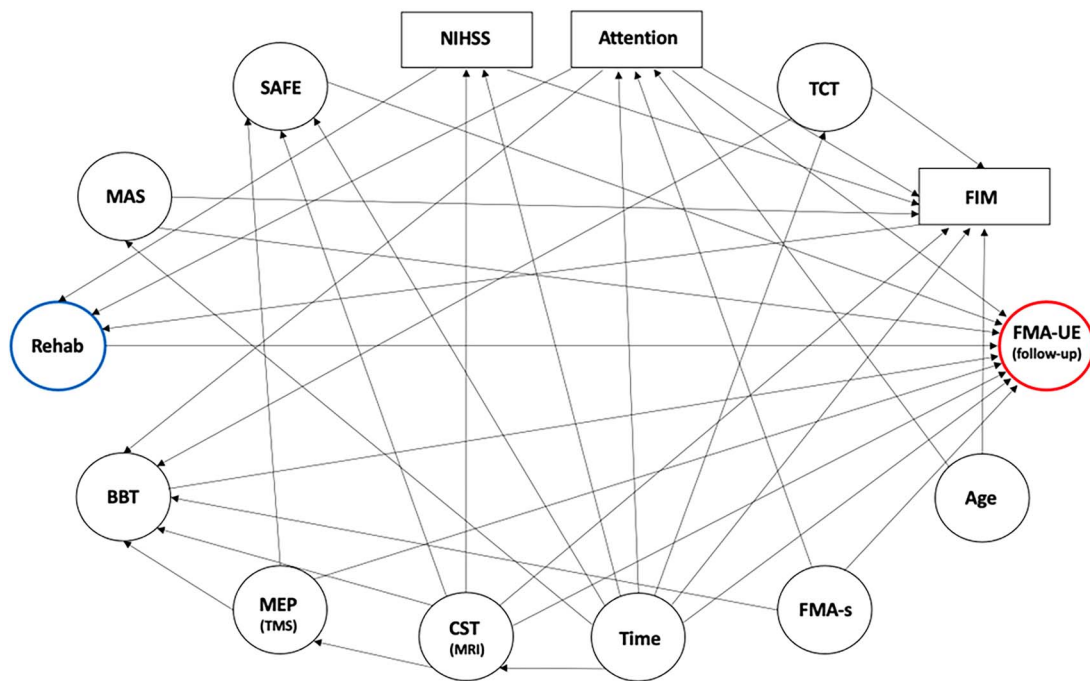 NIHSS
Attention
SAFE
TCT
MAS
FIM
Rehab
FMA-UE
(follow-up)
BBT
Age
MEP
(TMS)
CST
(MRI)
Time
FMA-s